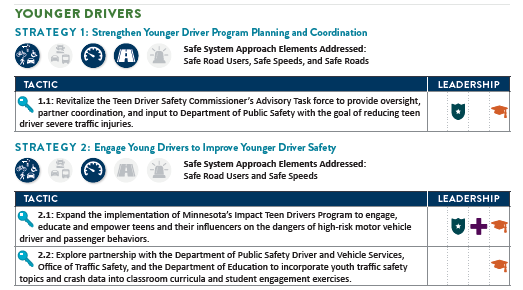 YOUNGER DRIVERS
STRATEGY 1: Strengthen Younger Driver Program Planning and Coordination
Safe System Approach Elements Addressed:
Safe Road Users, Safe Speeds, and Safe Roads
TACTIC LEADERSHIP
1.1: Revitalize the Teen Driver Safety Commissioner's Advisory Task force to provide oversight,
partner coordination, and input to Department of Public Safety with the goal of reducing teen
driver severe traffic injuries.
STRATEGY 2: Engage Young Drivers to Improve Younger Driver Safety
Safe System Approach Elements Addressed:
Safe Road Users and Safe Speeds
TACTIC LEADERSHIP
2.1: Expand the implementation of Minnesota's Impact Teen Drivers Program to engage,
educate and empower teens and their influencers on the dangers of high-risk motor vehicle
driver and passenger behaviors.
2.2: Explore partnership with the Department of Public Safety Driver and Vehicle Services,
Office of Traffic Safety, and the Department of Education to incorporate youth traffic safety
topics and crash data into classroom curricula and student engagement exercises.